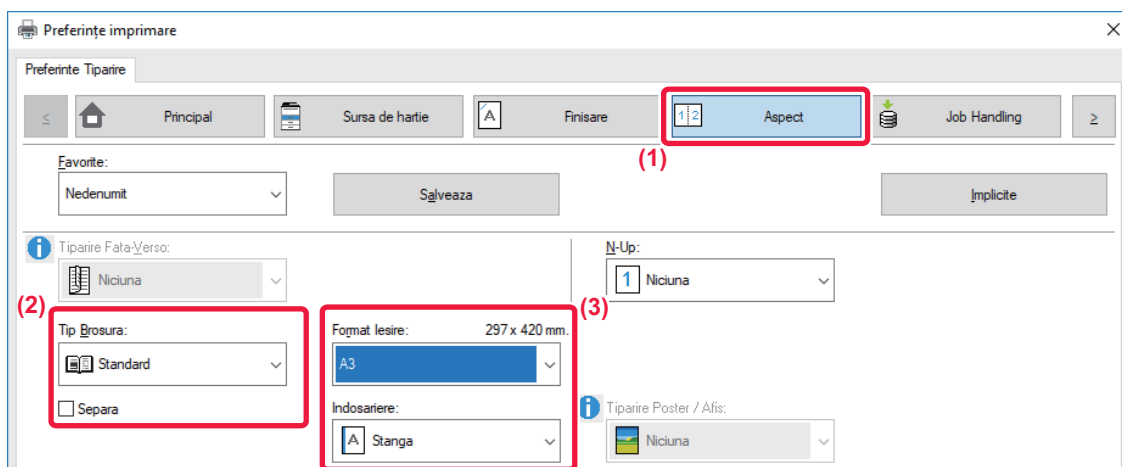 Preferințe imprimare
Preferinte Tiparire
< Principal Sursa de hartie A Finisare 1 2 Aspect Job Handling >
(1)
Favorite:
Nedenumit Salveaza Implicite
Tiparire Fata-Verso: N-Up:
Niciuna 1 Niciuna
(2) (3)
Tip Brosura: Format Iesire: 297 x 420 mm.
Standard A3
Separa Indosariere: Tiparire Poster / Afis:
A Stanga Niciuna